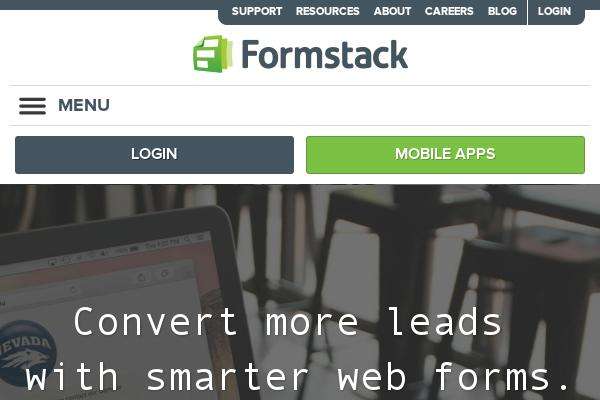 SUPPORT RESOURCES ABOUT CAREERS BLOG LOGIN
Formstack
MENU
LOGIN MOBILE APPS
NEVADA
Convert more leads
with smarter web forms.